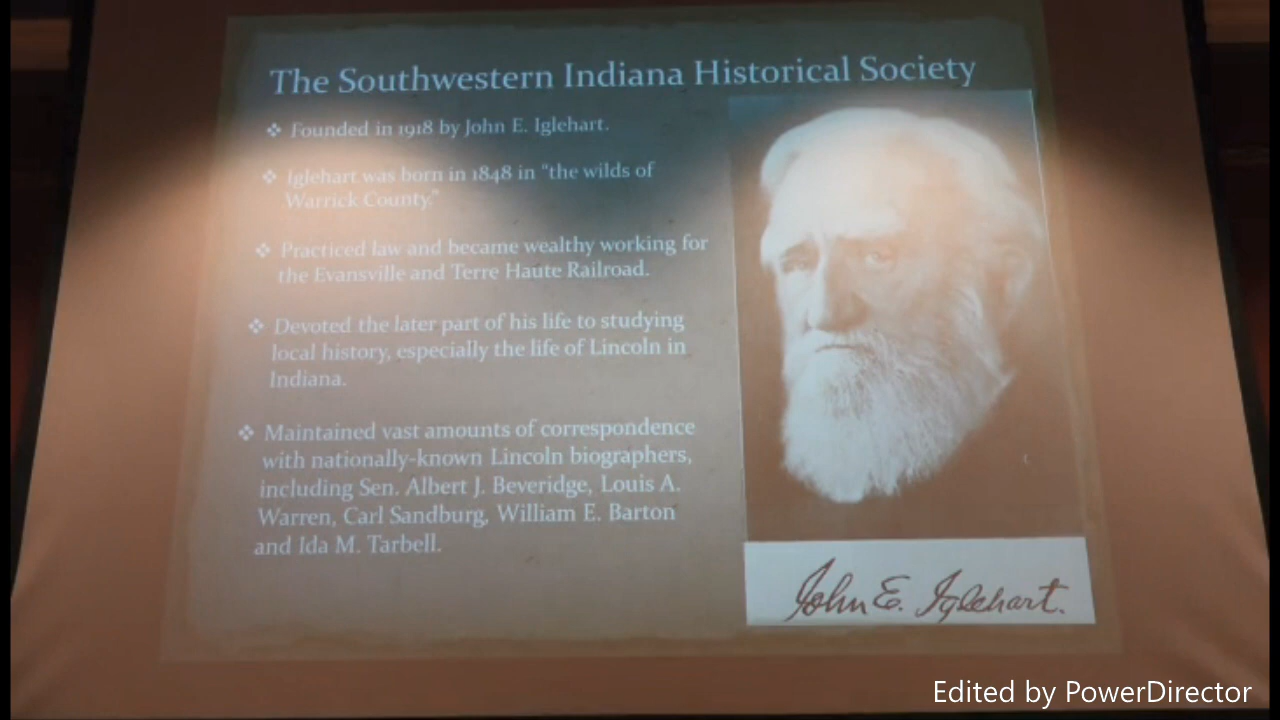 The Southwestern Indiana Historical Society
❖ Founded in 1918 by John E. Iglehart.
❖ Iglehart was born in 1848 in "the wilds of
Warrick County."
❖ Practiced law and became wealthy working for
the Evansville and Terre Haute Railroad.
❖ Devoted the later part of his life to studying
local history, especially the life of Lincoln in
Indiana.
❖ Maintained vast amounts of correspondence
with nationally-known Lincoln biographers,
including Sen. Albert J. Beveridge, Louis A.
Warren, Carl Sandburg, William E. Barton
and Ida M. Tarbell.
John E. Iglehart.
Edited by PowerDirector